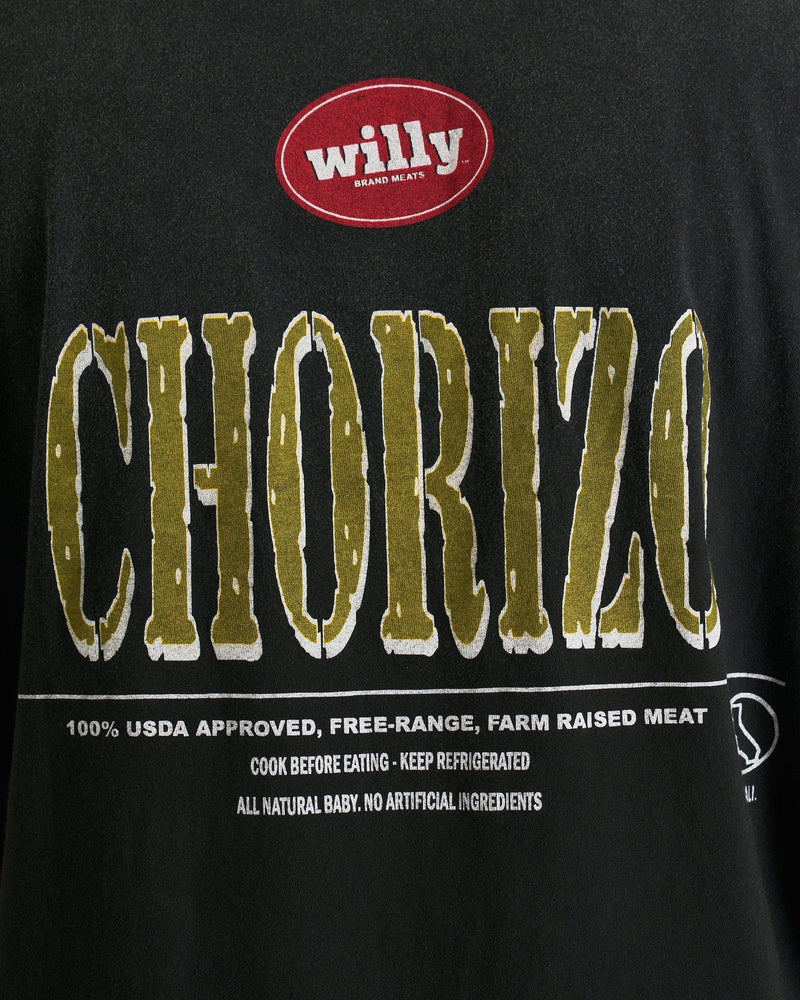 willy
BRAND MEATS
CHORIZO
100% USDA APPROVED, FREE-RANGE, FARM RAISED MEAT
COOK BEFORE EATING - KEEP REFRIGERATED
ALL NATURAL BABY. NO ARTIFICIAL INGREDIENTS